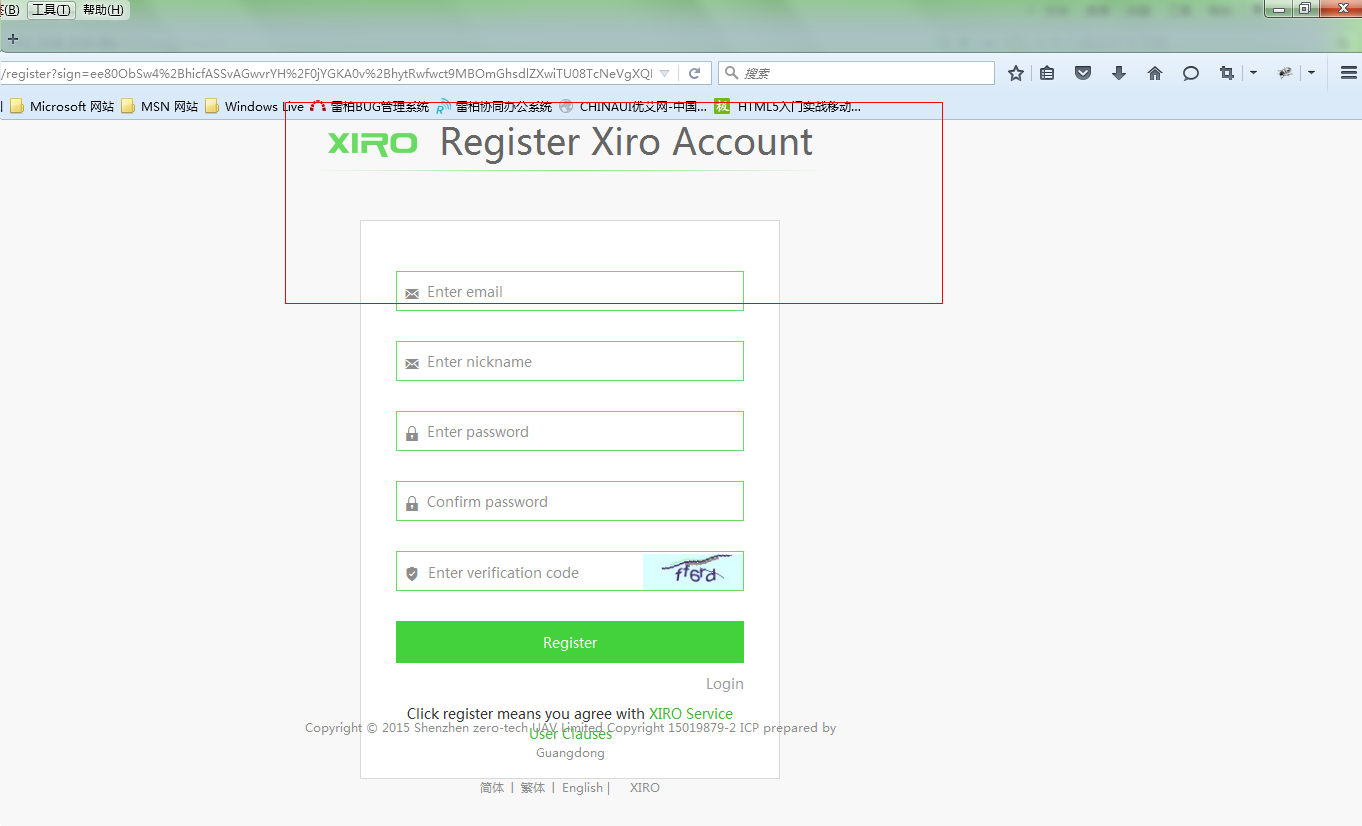 (B) 工具(T) 帮助(H)
/register?sign=ee80ObSw4%2BhicfASSvAGwvrYH%2F0jYGKA0v%2BhytRwfwct9MBOmGhsdlZXwiTU08TcNeVgXQI
搜索
Microsoft 网站 MSN 网站 Windows Live 雷柏BUG管理系统 雷柏协同办公系统 CHINAUI优艾网-中国... HTML5入门实战移动...
XIRO Register Xiro Account
Enter email
Enter nickname
Enter password
Confirm password
Enter verification code ff6rd
Register
Login
Click register means you agree with XIRO Service
User Clauses
Copyright © 2015 Shenzhen zero-tech UAV Limited Copyright 15019879-2 ICP prepared by
Guangdong
简体 | 繁体 | English | XIRO